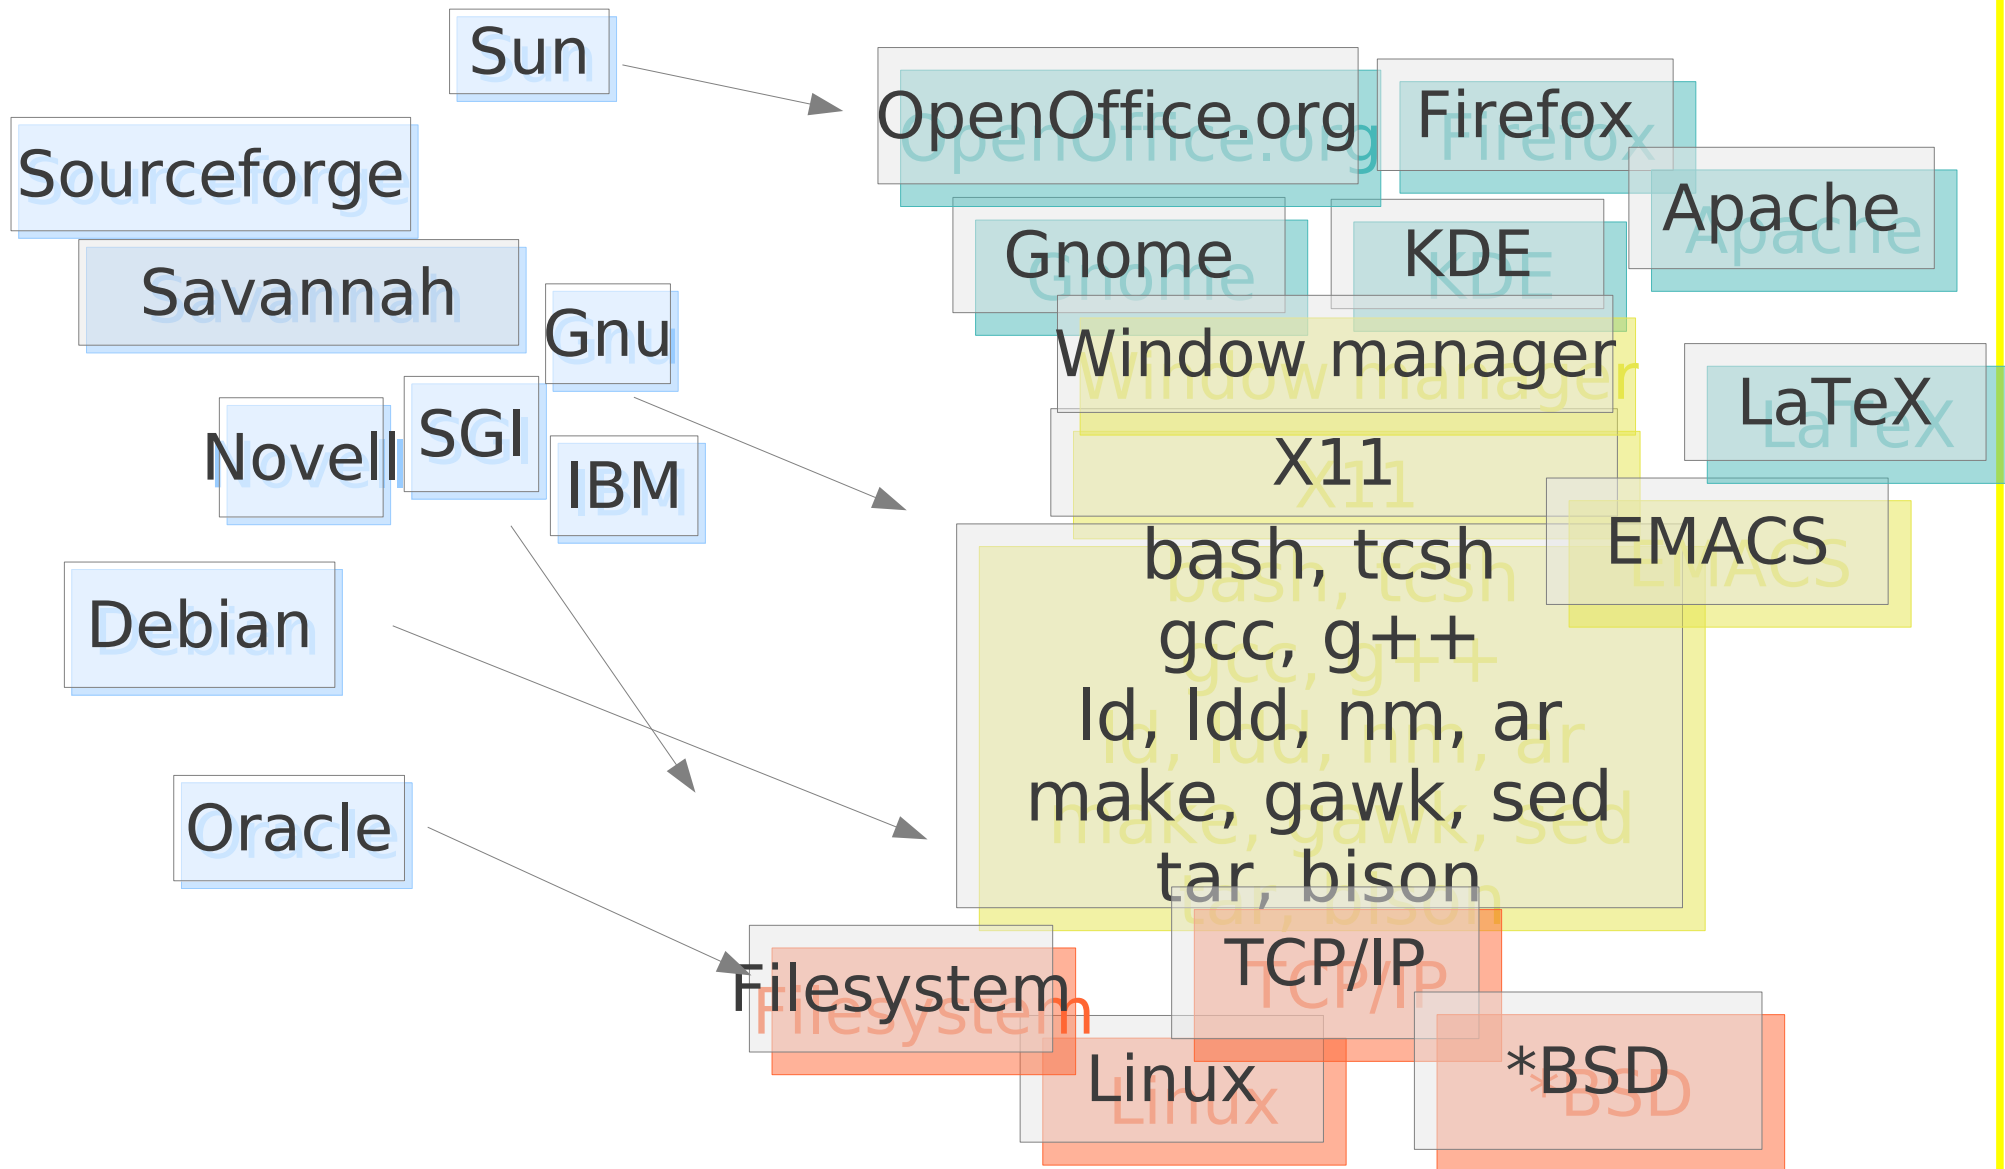 Sun
Sourceforge
Savannah
Gnu
Novell
SGI
IBM
Debian
Oracle
OpenOffice.org
Firefox
Apache
Gnome
KDE
Window manager
LaTeX
X11
EMACS
bash, tcsh
gcc, g++
ld, ldd, nm, ar
make, gawk, sed
tar, bison
TCP/IP
Filesystem
Linux
*BSD